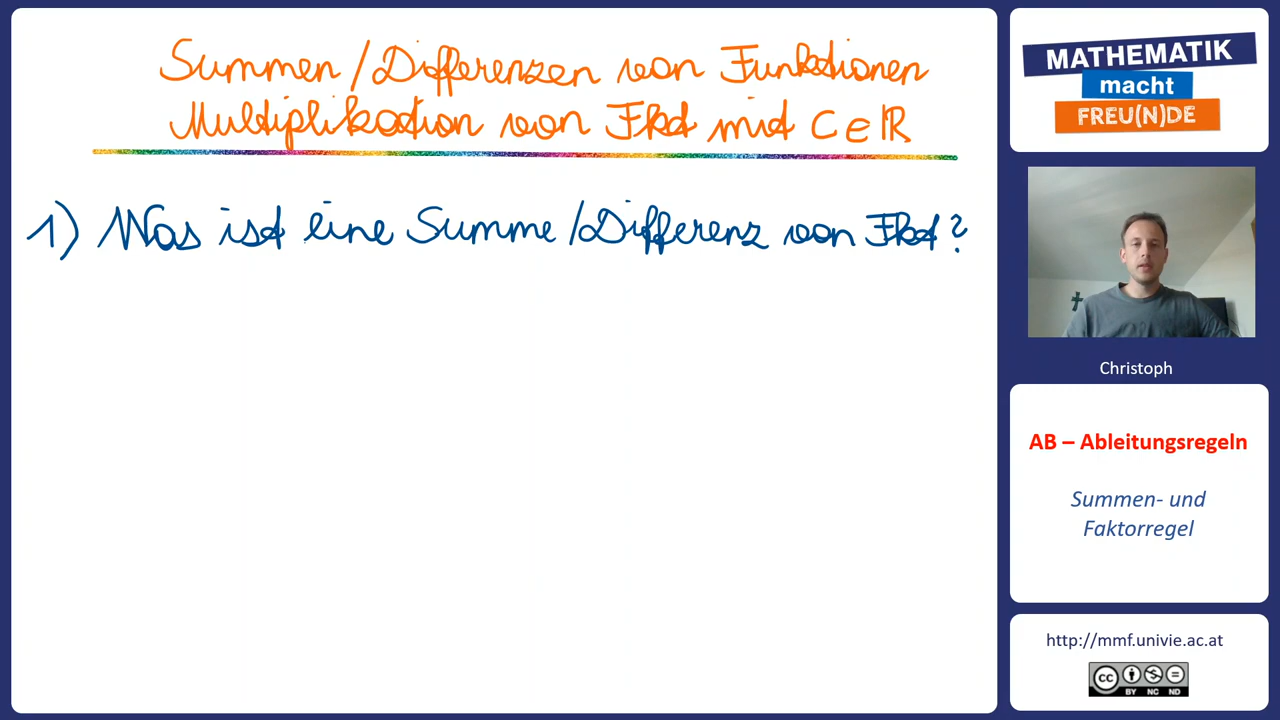 Summen/Differenzen von Funktionen
Multiplikation von Fkt mit C ∈ ℝ
1) Was ist eine Summe/Differenz von Fkt?
MATHEMATIK
macht
FREU(N)DE
Christoph
AB – Ableitungsregeln
Summen- und
Faktorregel
http://mmf.univie.ac.at
cc
BY NC ND